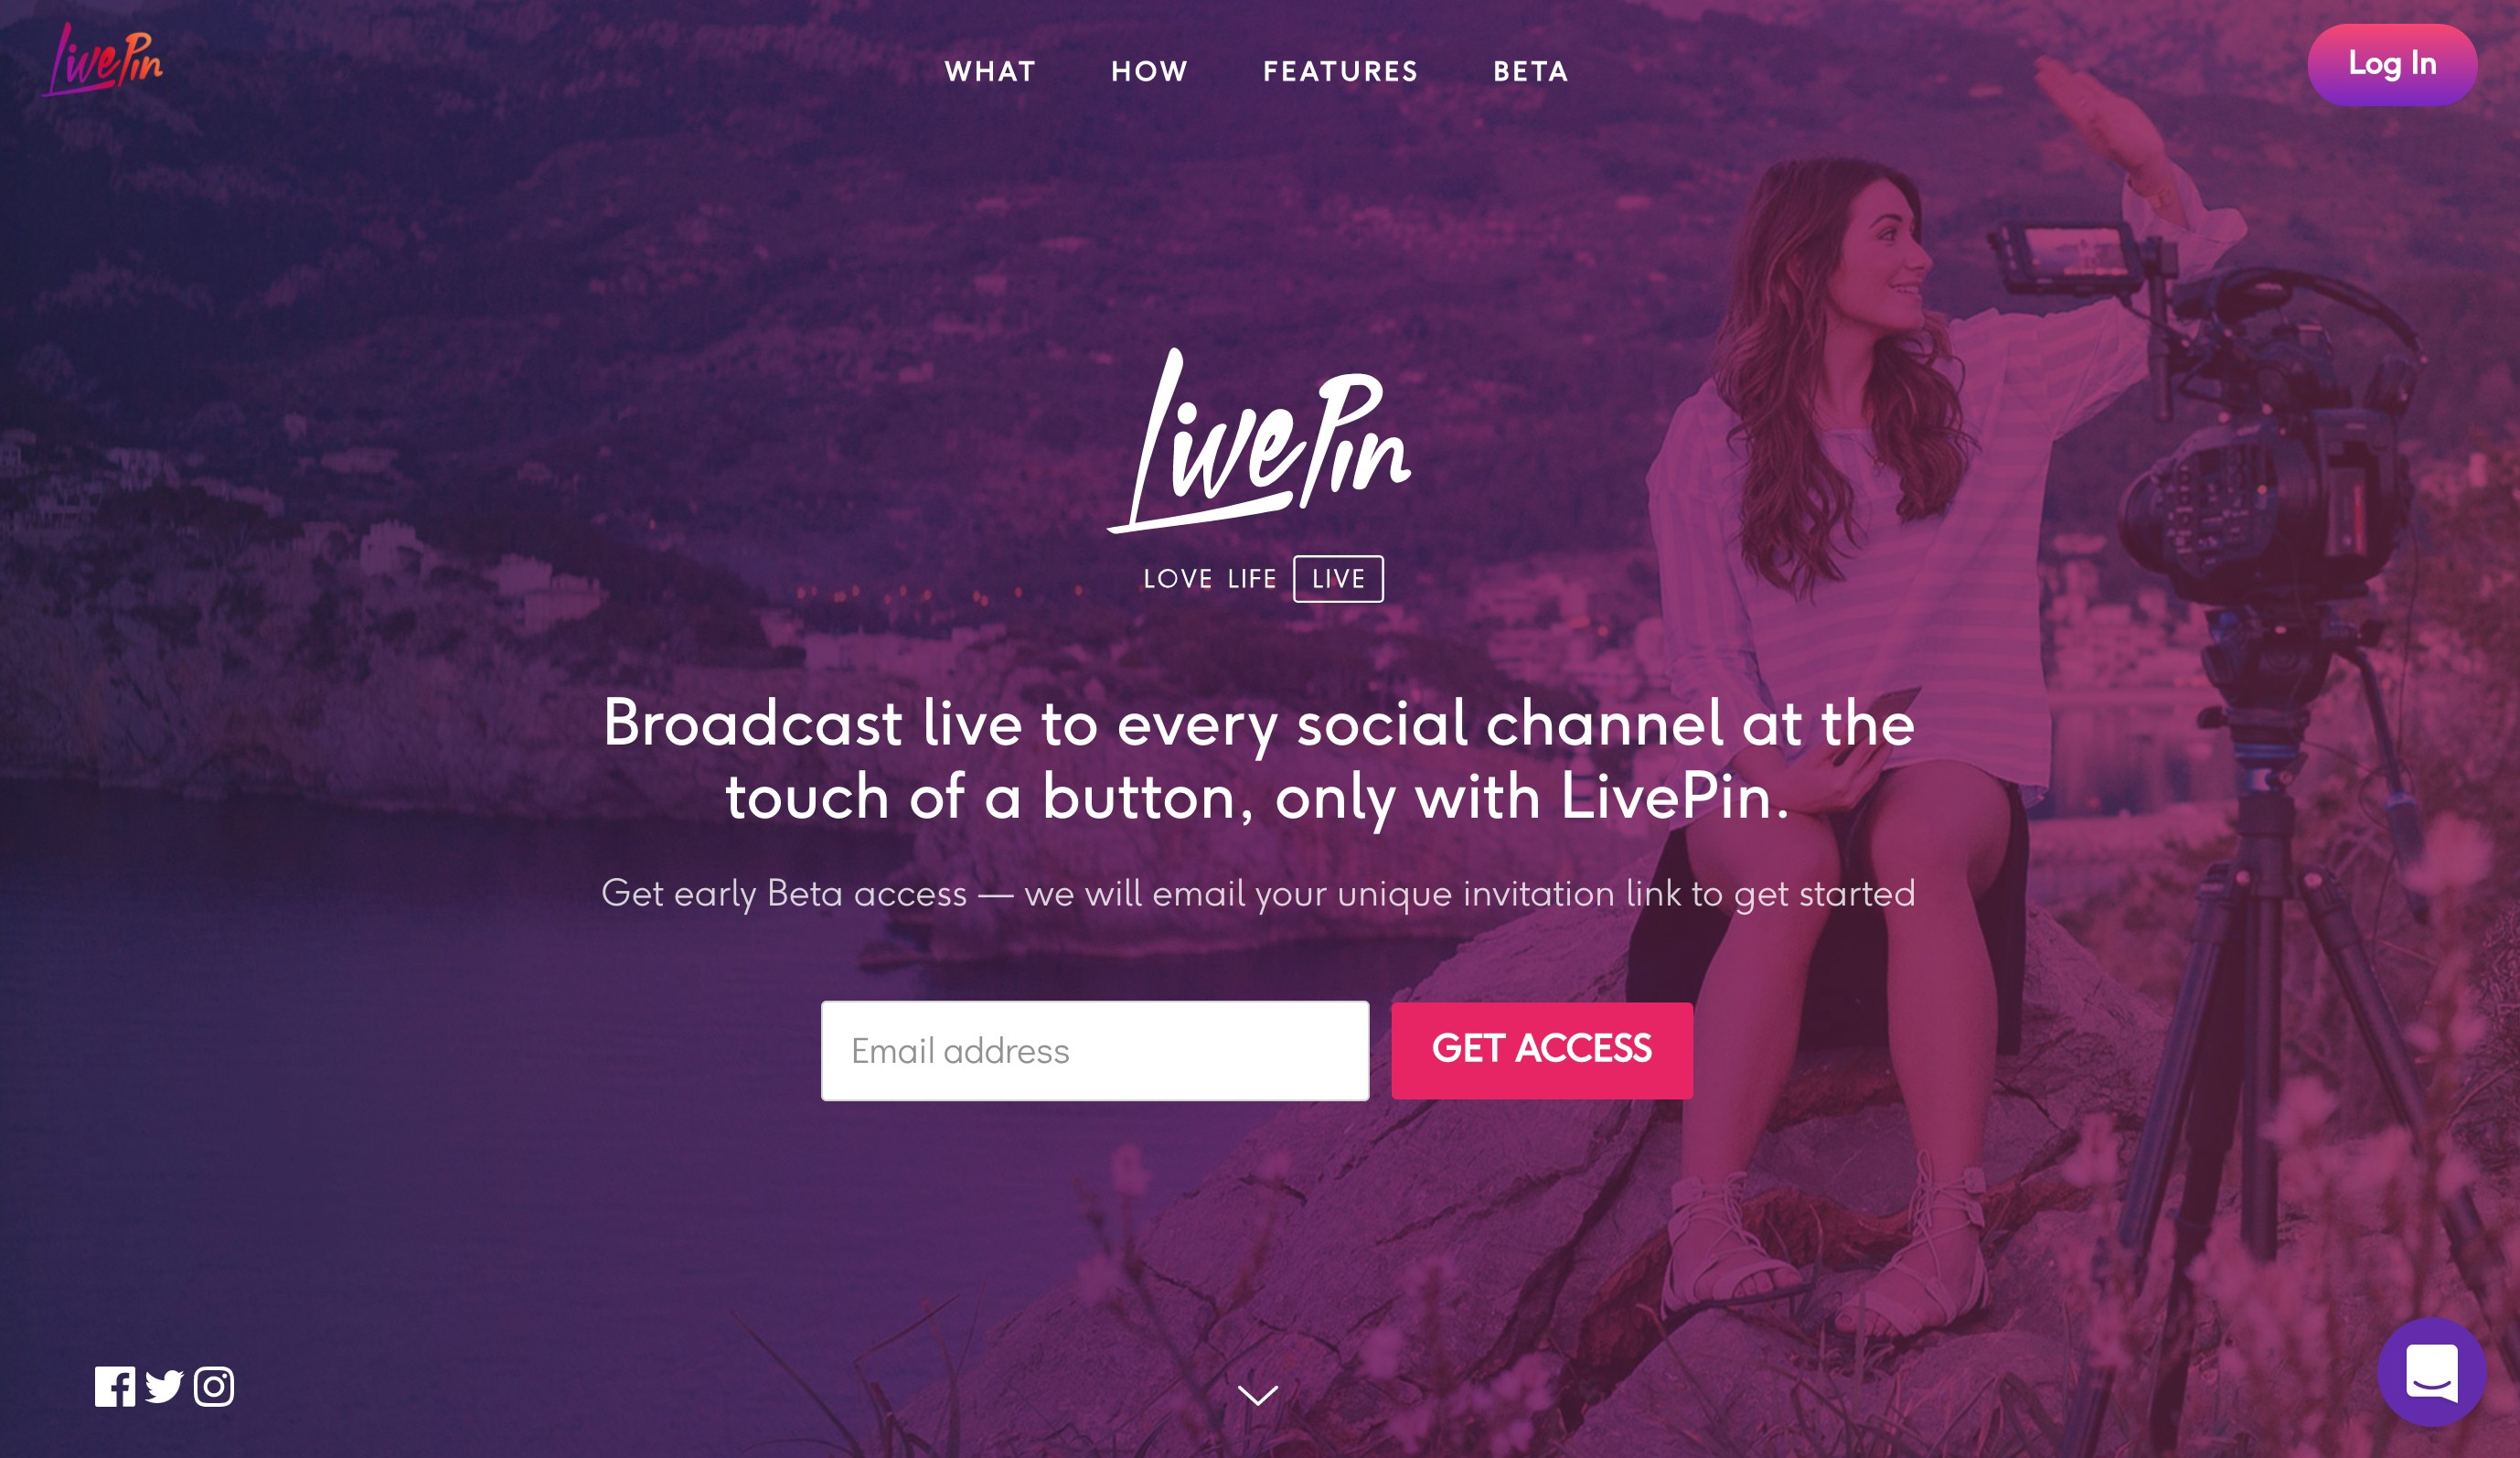 LivePin
WHAT
HOW
FEATURES
BETA
Log In
LivePin
LOVE LIFE LIVE
Broadcast live to every social channel at the
touch of a button, only with LivePin.
Get early Beta access — we will email your unique invitation link to get started
Email address
GET ACCESS